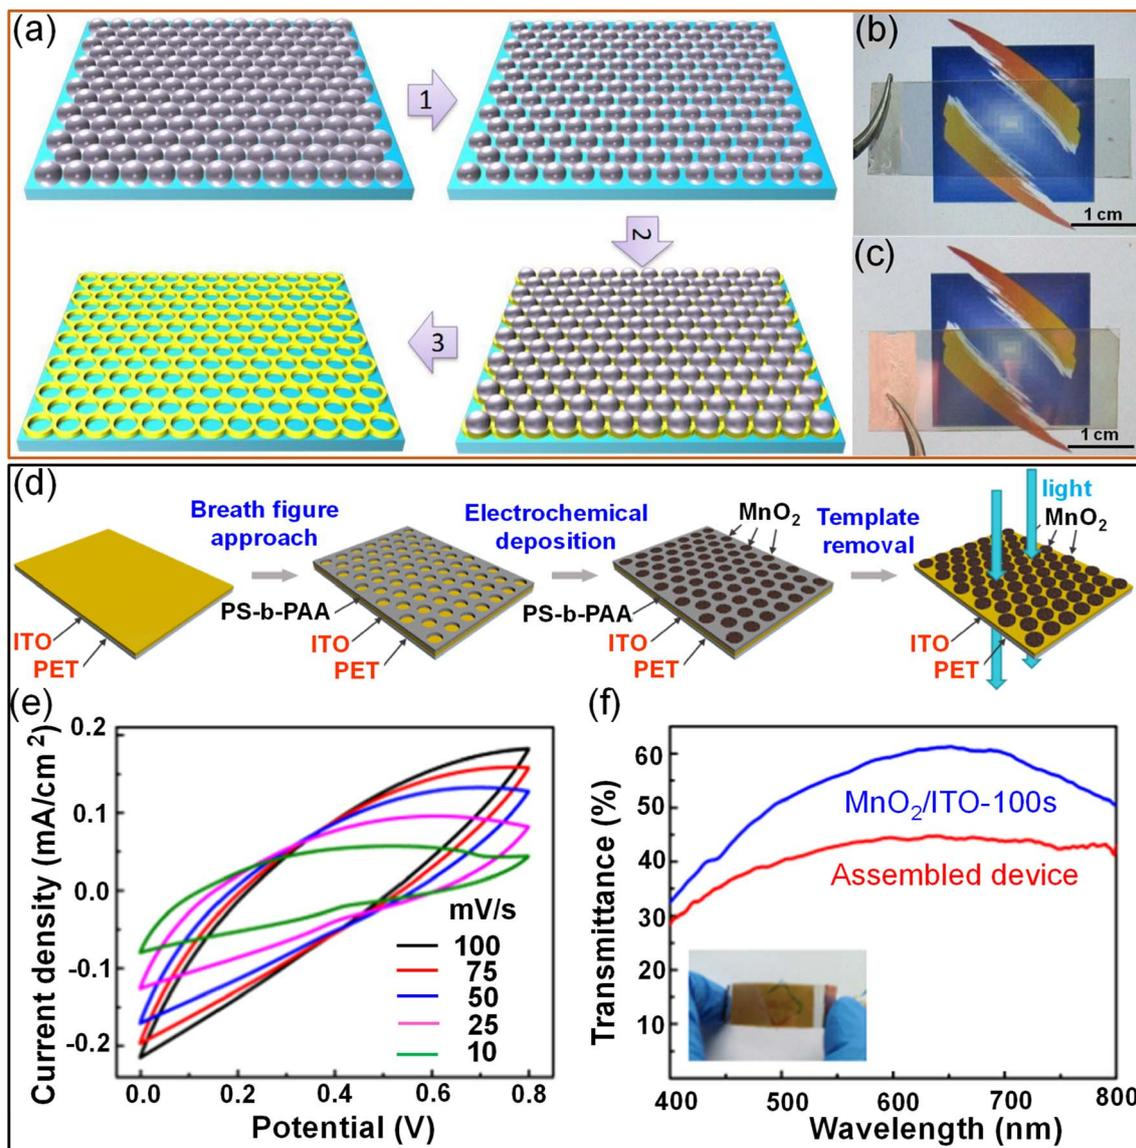 (a)
1
2
3
(b)
1 cm
(c)
1 cm
(d)
Breath figure
approach
PS-b-PAA
ITO
PET
Electrochemical
deposition
MnO₂
PS-b-PAA
ITO
PET
Template
removal
light
MnO₂
ITO
PET
ITO
PET
(e)
Current density (mA/cm²)
0.2
0.1
0.0
-0.1
-0.2
0.0
0.2
0.4
0.6
0.8
Potential (V)
mV/s
100
75
50
25
10
(f)
Transmittance (%)
60
50
40
30
20
10
400
500
600
700
800
Wavelength (nm)
MnO₂/ITO-100s
Assembled device